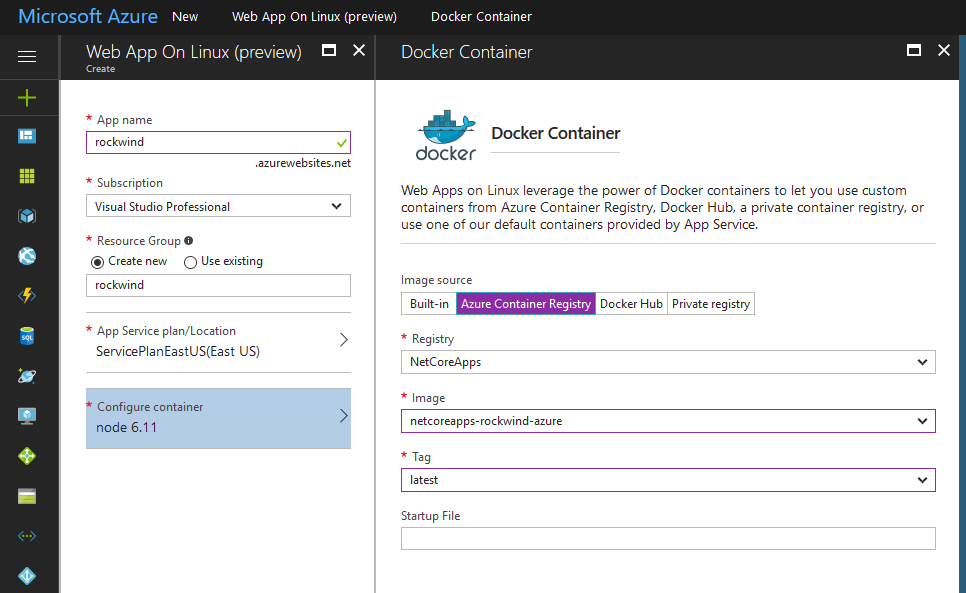 Microsoft Azure New Web App On Linux (preview) Docker Container
Web App On Linux (preview)
Create
* App name
rockwind
.azurewebsites.net
* Subscription
Visual Studio Professional
* Resource Group
Create new Use existing
rockwind
* App Service plan/Location
ServicePlanEastUS(East US)
* Configure container
node 6.11
Docker Container
docker
Docker Container
Web Apps on Linux leverage the power of Docker containers to let you use custom
containers from Azure Container Registry, Docker Hub, a private container registry, or
use one of our default containers provided by App Service.
Image source
Built-in Azure Container Registry Docker Hub Private registry
* Registry
NetCoreApps
* Image
netcoreapps-rockwind-azure
* Tag
latest
Startup File
SQL